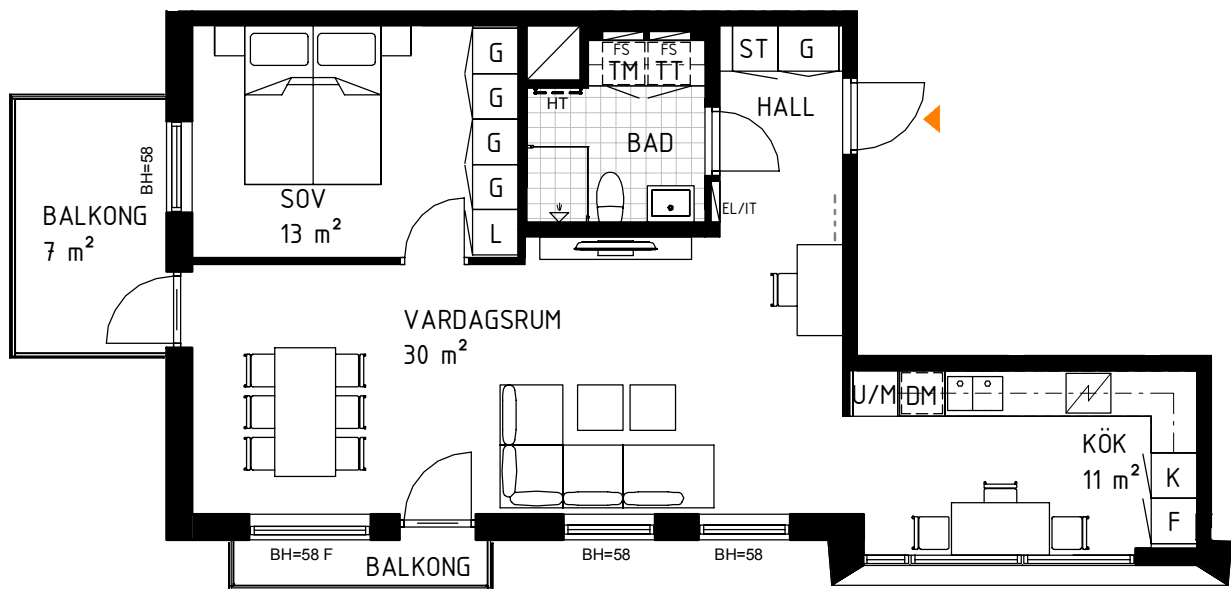 ST G
HALL
G
G
G
G
L
FS FS
TM TT
HT
BAD
EL/IT
BH=58
SOV
13 m²
BALKONG
7 m²
VARDAGSRUM
30 m²
U/M DM
KÖK
11 m²
K
F
BH=58 F
BALKONG
BH=58
BH=58